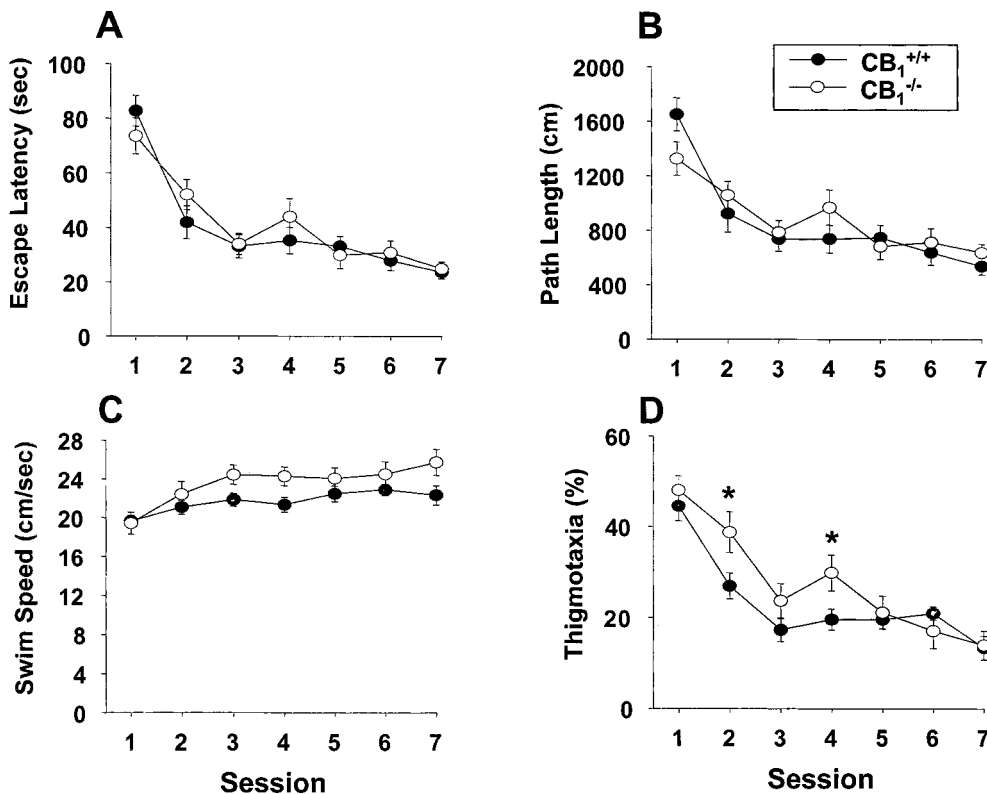 A
Escape Latency (sec)
100
80
60
40
20
0
1 2 3 4 5 6 7
B
CB1+/+
CB1-/-
Path Length (cm)
2000
1600
1200
800
400
0
1 2 3 4 5 6 7
C
Swim Speed (cm/sec)
28
24
20
16
12
8
4
0
1 2 3 4 5 6 7
Session
D
Thigmotaxia (%)
60
40
20
0
* *
1 2 3 4 5 6 7
Session